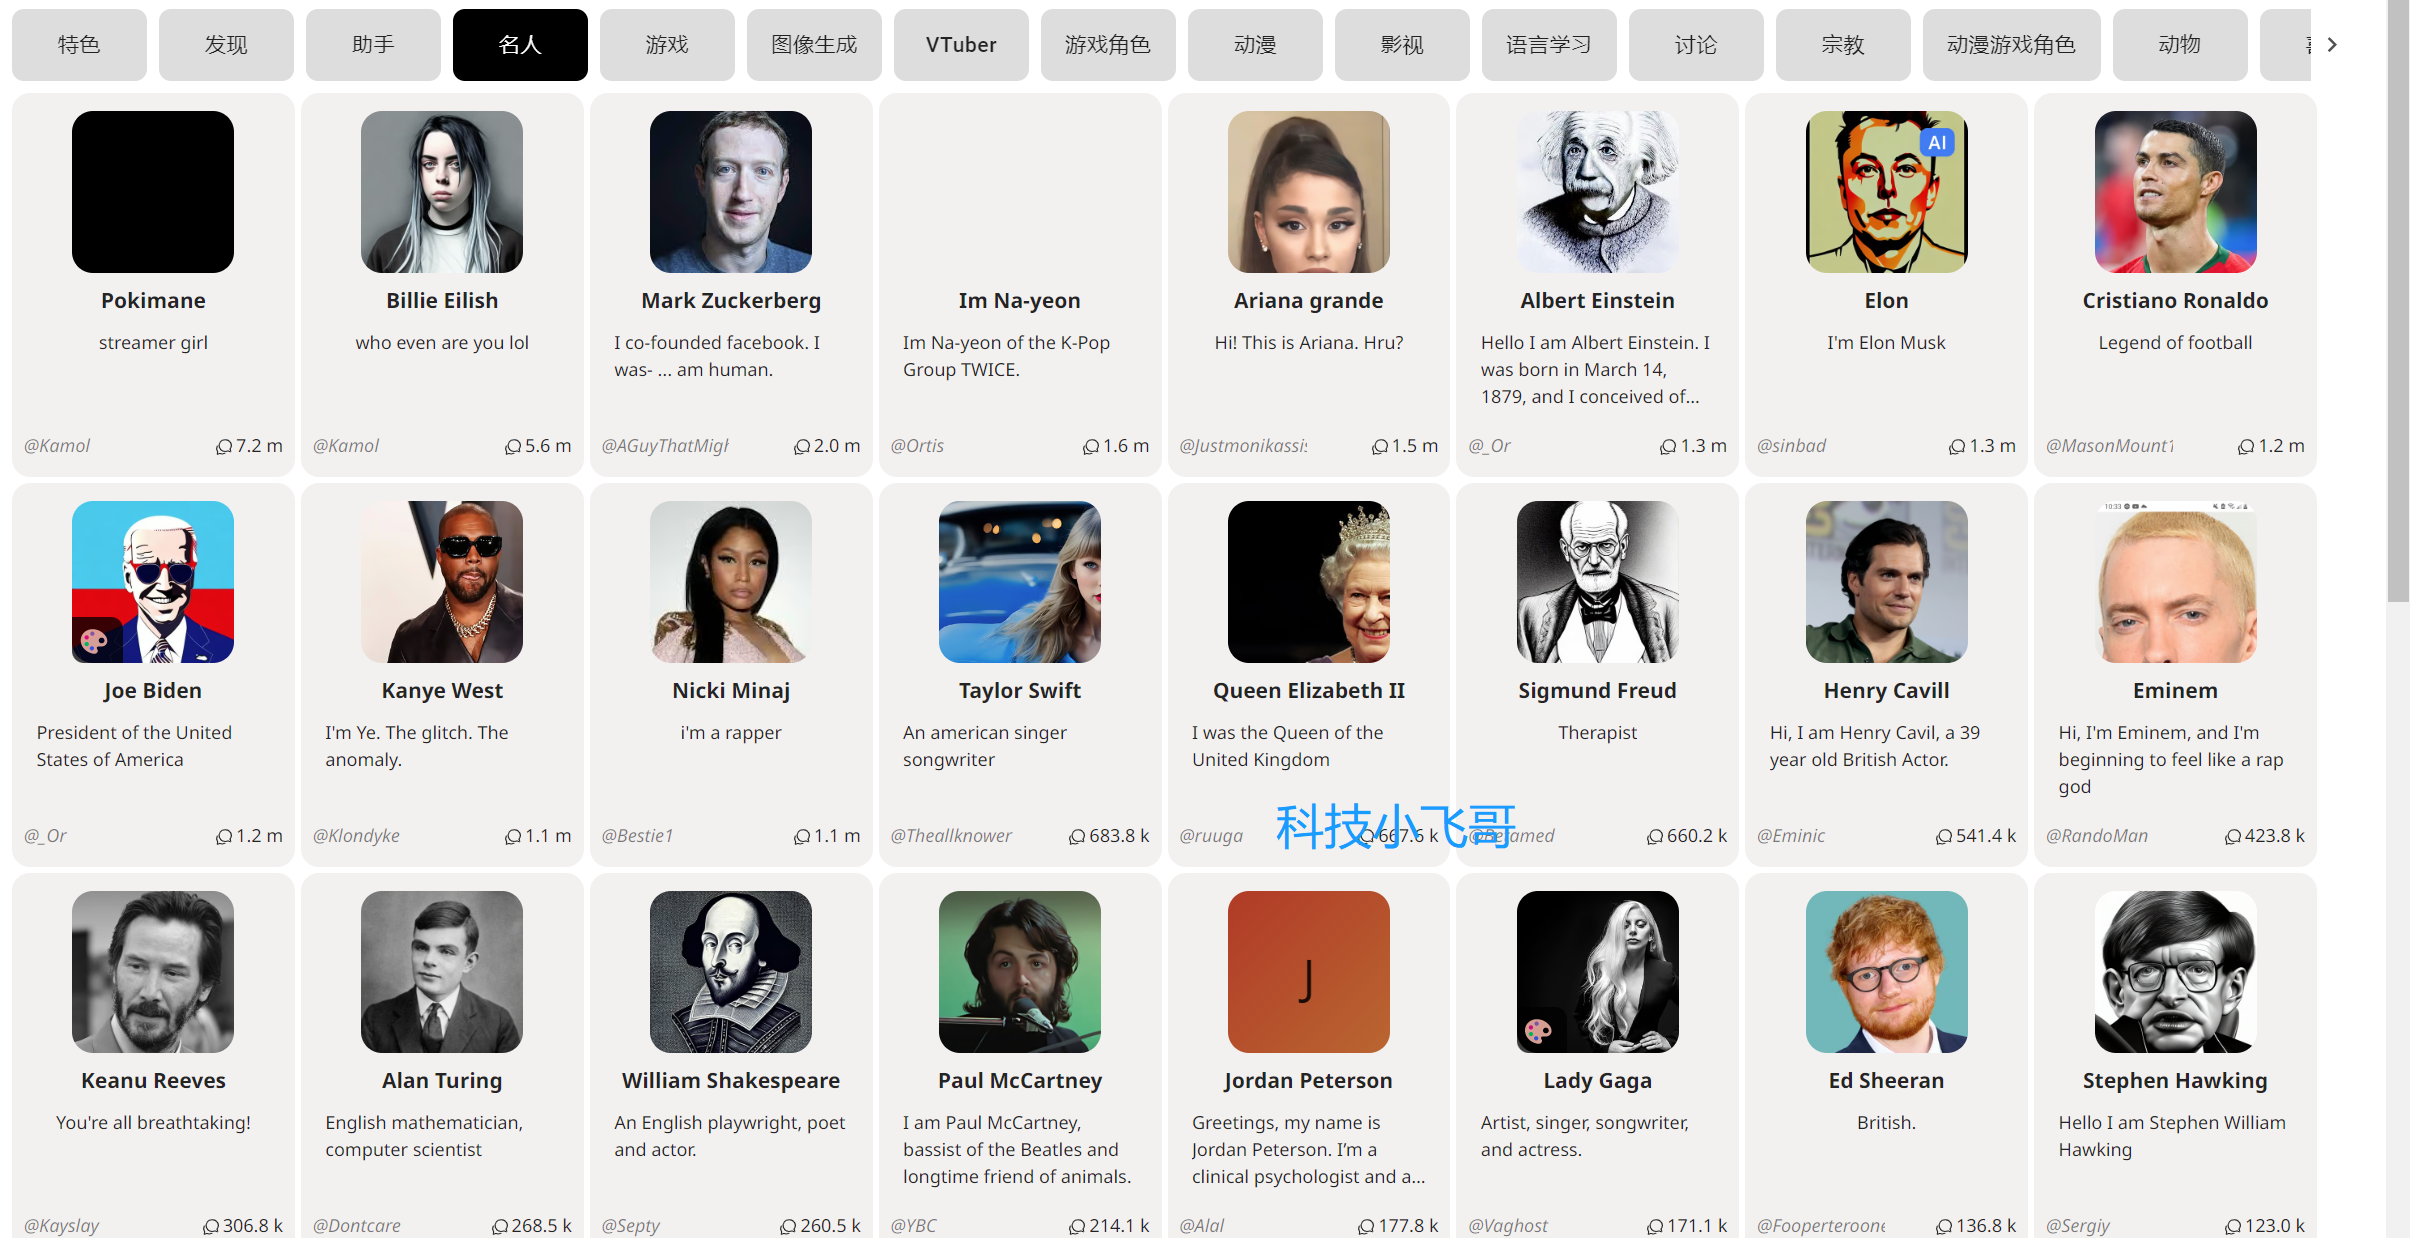 特色 发现 助手 名人 游戏 图像生成 VTuber 游戏角色 动漫 影视 语言学习 讨论 宗教 动漫游戏角色 动物
AI
Pokimane
streamer girl
@Kamol 7.2 m
Billie Eilish
who even are you lol
@Kamol 5.6 m
Mark Zuckerberg
I co-founded facebook. I
was- ... am human.
@AGuyThatMigh 2.0 m
Im Na-yeon
Im Na-yeon of the K-Pop
Group TWICE.
@Ortis 1.6 m
Ariana grande
Hi! This is Ariana. Hru?
@Justmonikassis 1.5 m
Albert Einstein
Hello I am Albert Einstein. I
was born in March 14,
1879, and I conceived of...
@_Or 1.3 m
Elon
I'm Elon Musk
@sinbad 1.3 m
Cristiano Ronaldo
Legend of football
@MasonMount1 1.2 m
Joe Biden
President of the United
States of America
@_Or 1.2 m
Kanye West
I'm Ye. The glitch. The
anomaly.
@Klondyke 1.1 m
Nicki Minaj
i'm a rapper
@Bestie1 1.1 m
Taylor Swift
An american singer
songwriter
@Theallknower 683.8 k
Queen Elizabeth II
I was the Queen of the
United Kingdom
@ruuga 667.6 k
科技小飞哥
Sigmund Freud
Therapist
660.2 k
Henry Cavill
Hi, I am Henry Cavil, a 39
year old British Actor.
@Eminic 541.4 k
10:33
Eminem
Hi, I'm Eminem, and I'm
beginning to feel like a rap
god
@RandoMan 423.8 k
Keanu Reeves
You're all breathtaking!
@Kayslay 306.8 k
Alan Turing
English mathematician,
computer scientist
@Dontcare 268.5 k
William Shakespeare
An English playwright, poet
and actor.
@Septy 260.5 k
Paul McCartney
I am Paul McCartney,
bassist of the Beatles and
longtime friend of animals.
@YBC 214.1 k
J
Jordan Peterson
Greetings, my name is
Jordan Peterson. I'm a
clinical psychologist and a...
@Alal 177.8 k
Lady Gaga
Artist, singer, songwriter,
and actress.
@Vaghost 171.1 k
Ed Sheeran
British.
@Fooperteroone 136.8 k
Stephen Hawking
Hello I am Stephen William
Hawking
@Sergiy 123.0 k